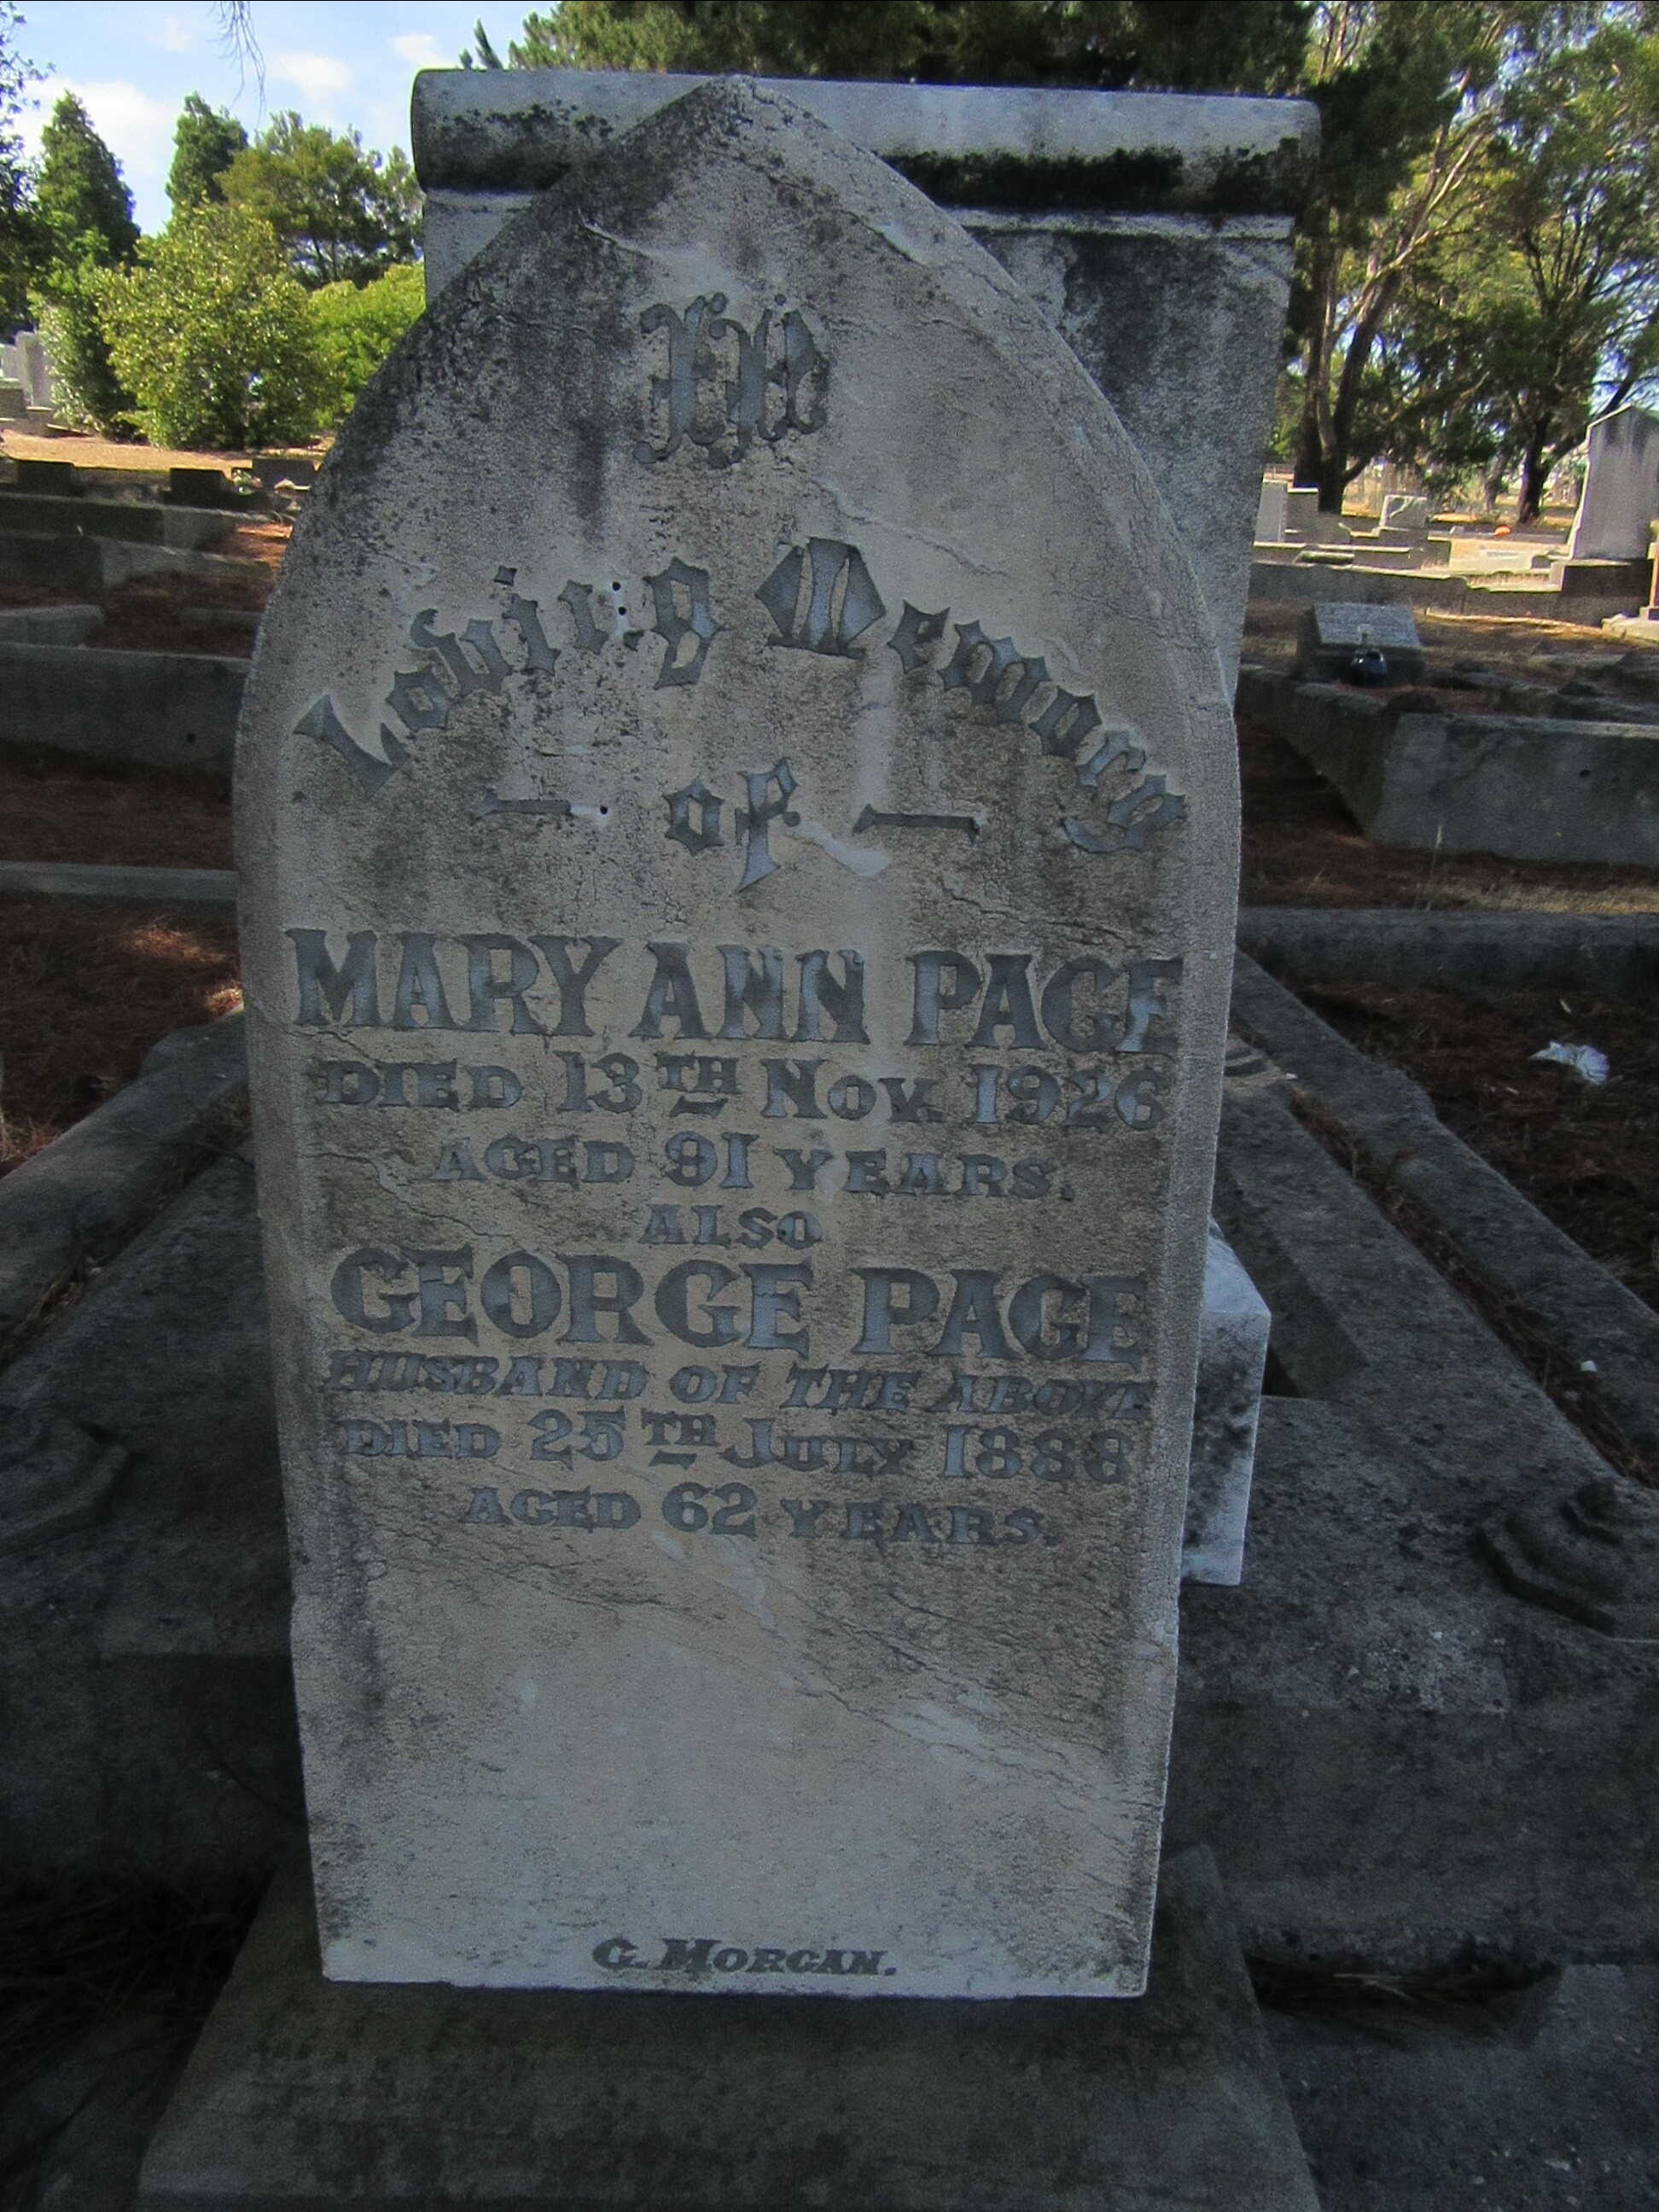 In
Loving Memory
— of —
MARY ANN PAGE
DIED 13TH NOV. 1926
AGED 91 YEARS.
ALSO
GEORGE PAGE
HUSBAND OF THE ABOVE
DIED 25TH JULY 1888
AGED 62 YEARS.
G. MORGAN.